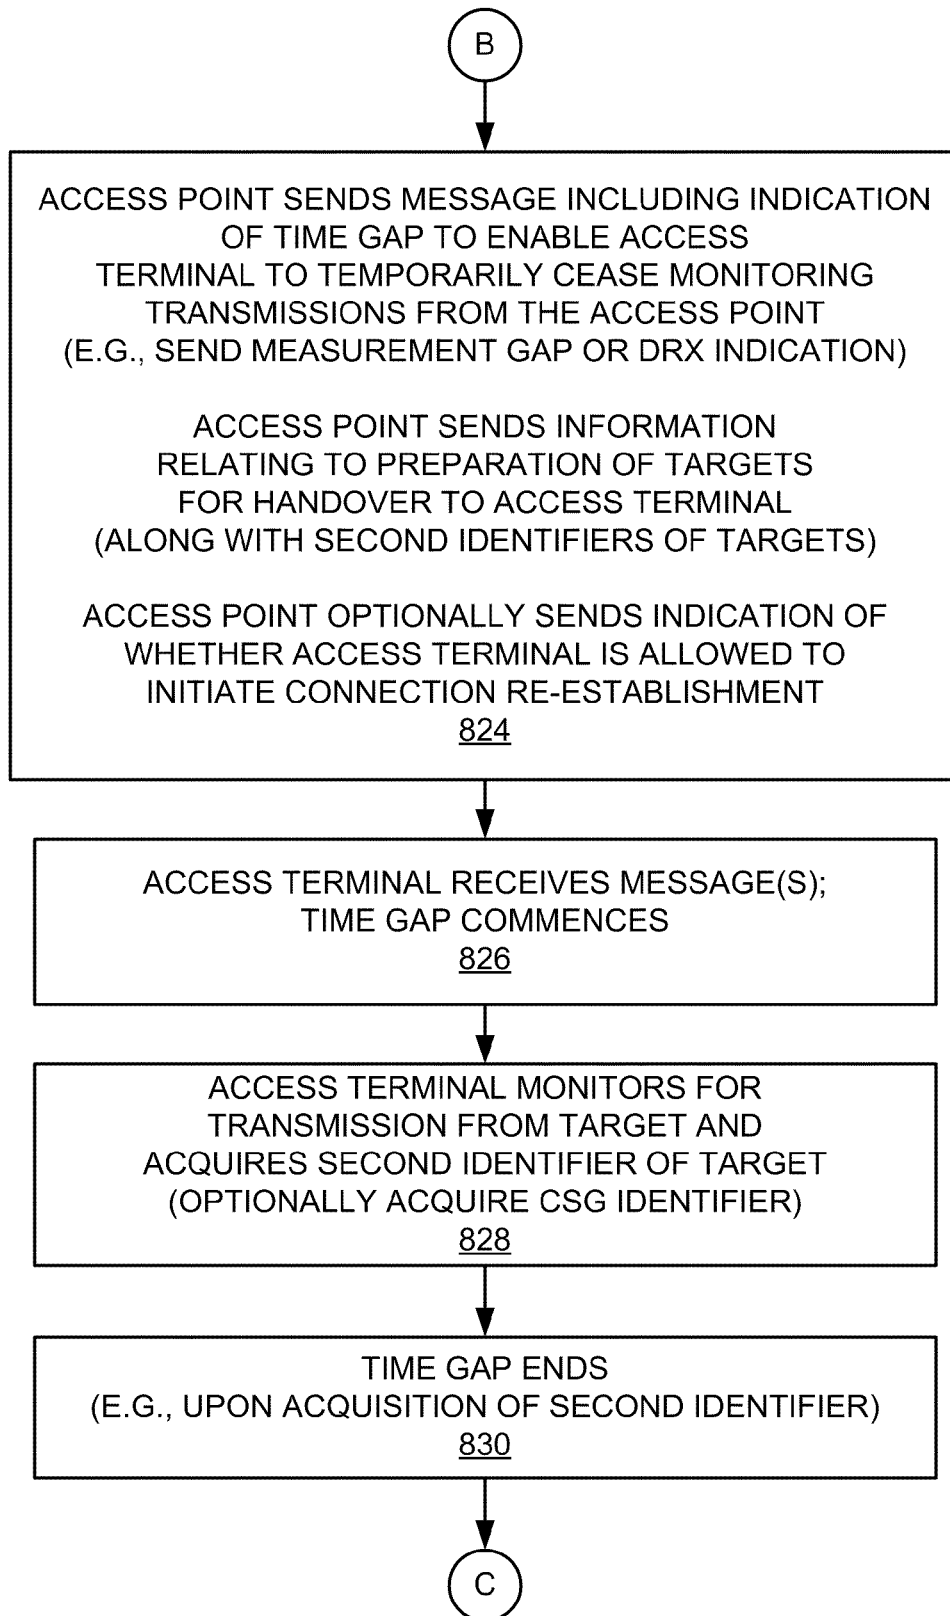 B
ACCESS POINT SENDS MESSAGE INCLUDING INDICATION
OF TIME GAP TO ENABLE ACCESS
TERMINAL TO TEMPORARILY CEASE MONITORING
TRANSMISSIONS FROM THE ACCESS POINT
(E.G., SEND MEASUREMENT GAP OR DRX INDICATION)
ACCESS POINT SENDS INFORMATION
RELATING TO PREPARATION OF TARGETS
FOR HANDOVER TO ACCESS TERMINAL
(ALONG WITH SECOND IDENTIFIERS OF TARGETS)
ACCESS POINT OPTIONALLY SENDS INDICATION OF
WHETHER ACCESS TERMINAL IS ALLOWED TO
INITIATE CONNECTION RE-ESTABLISHMENT
824
ACCESS TERMINAL RECEIVES MESSAGE(S);
TIME GAP COMMENCES
826
ACCESS TERMINAL MONITORS FOR
TRANSMISSION FROM TARGET AND
ACQUIRES SECOND IDENTIFIER OF TARGET
(OPTIONALLY ACQUIRE CSG IDENTIFIER)
828
TIME GAP ENDS
(E.G., UPON ACQUISITION OF SECOND IDENTIFIER)
830
C